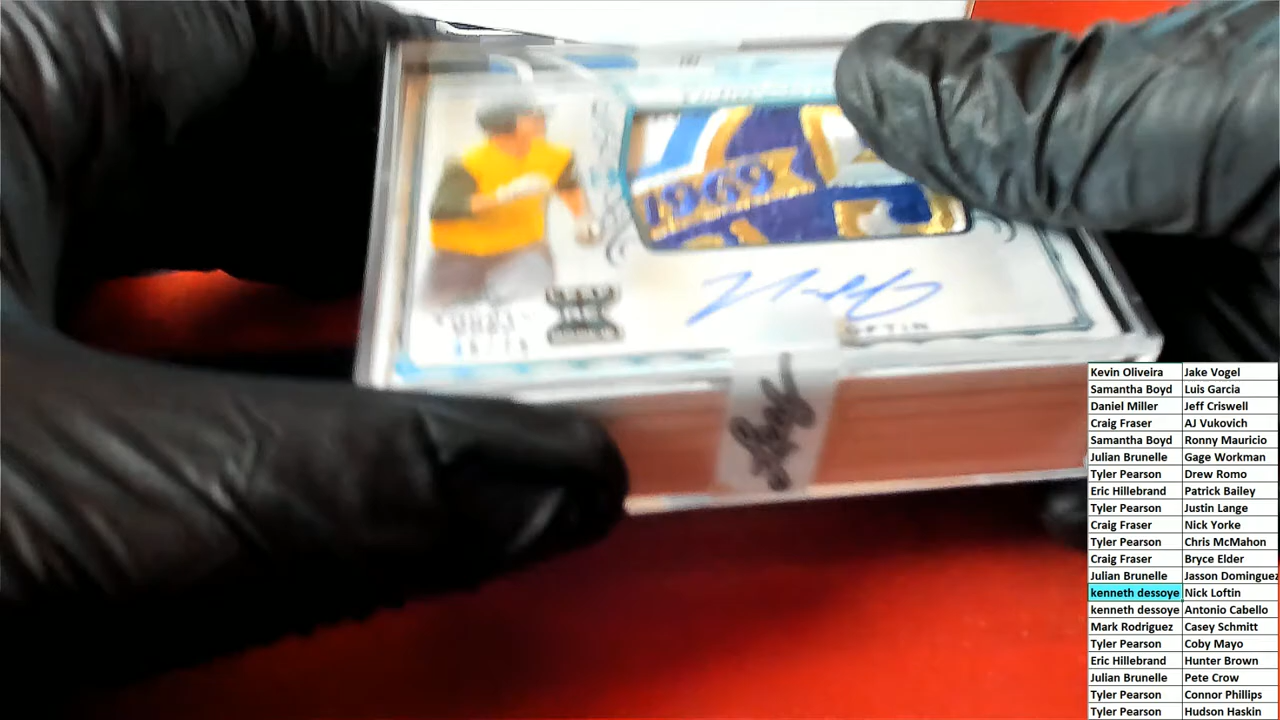 1969
Kevin Oliveira Jake Vogel
Samantha Boyd Luis Garcia
Daniel Miller Jeff Criswell
Craig Fraser AJ Vukovich
Samantha Boyd Ronny Mauricio
Julian Brunelle Gage Workman
Tyler Pearson Drew Romo
Eric Hillebrand Patrick Bailey
Tyler Pearson Justin Lange
Craig Fraser Nick Yorke
Tyler Pearson Chris McMahon
Craig Fraser Bryce Elder
Julian Brunelle Jasson Dominguez
kenneth dessoye Nick Loftin
kenneth dessoye Antonio Cabello
Mark Rodriguez Casey Schmitt
Tyler Pearson Coby Mayo
Eric Hillebrand Hunter Brown
Julian Brunelle Pete Crow
Tyler Pearson Connor Phillips
Tyler Pearson Hudson Haskin